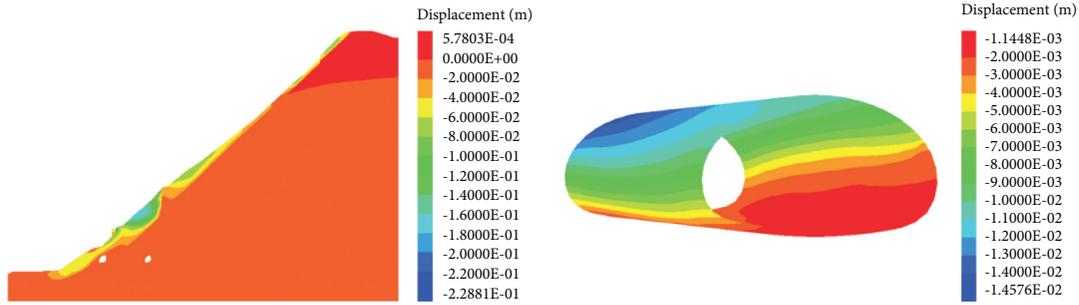 Displacement (m)
5.7803E-04
0.0000E+00
-2.0000E-02
-4.0000E-02
-6.0000E-02
-8.0000E-02
-1.0000E-01
-1.2000E-01
-1.4000E-01
-1.6000E-01
-1.8000E-01
-2.0000E-01
-2.2000E-01
-2.2881E-01
Displacement (m)
-1.1448E-03
-2.0000E-03
-3.0000E-03
-4.0000E-03
-5.0000E-03
-6.0000E-03
-7.0000E-03
-8.0000E-03
-9.0000E-03
-1.0000E-02
-1.1000E-02
-1.2000E-02
-1.3000E-02
-1.4000E-02
-1.4576E-02